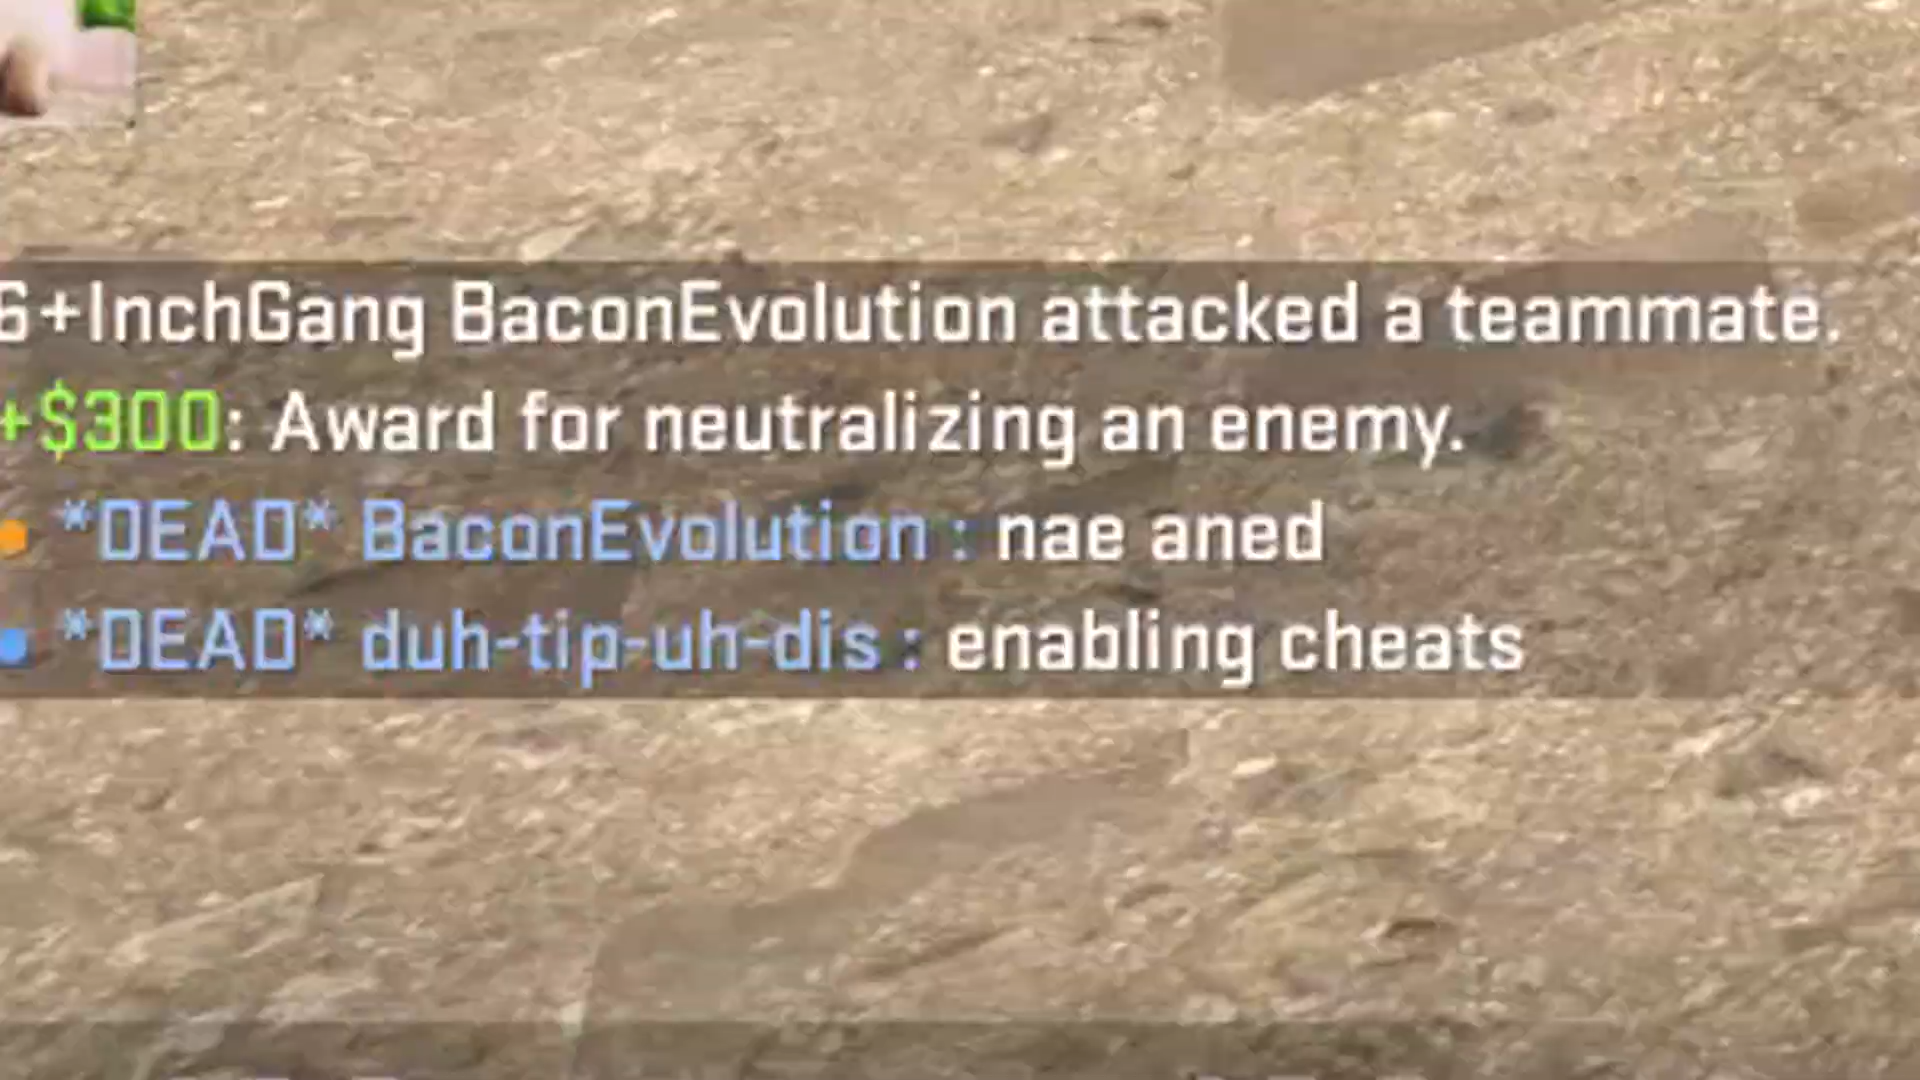 6+InchGang BaconEvolution attacked a teammate.
+$300: Award for neutralizing an enemy.
*DEAD* BaconEvolution : nae aned
*DEAD* duh-tip-uh-dis : enabling cheats